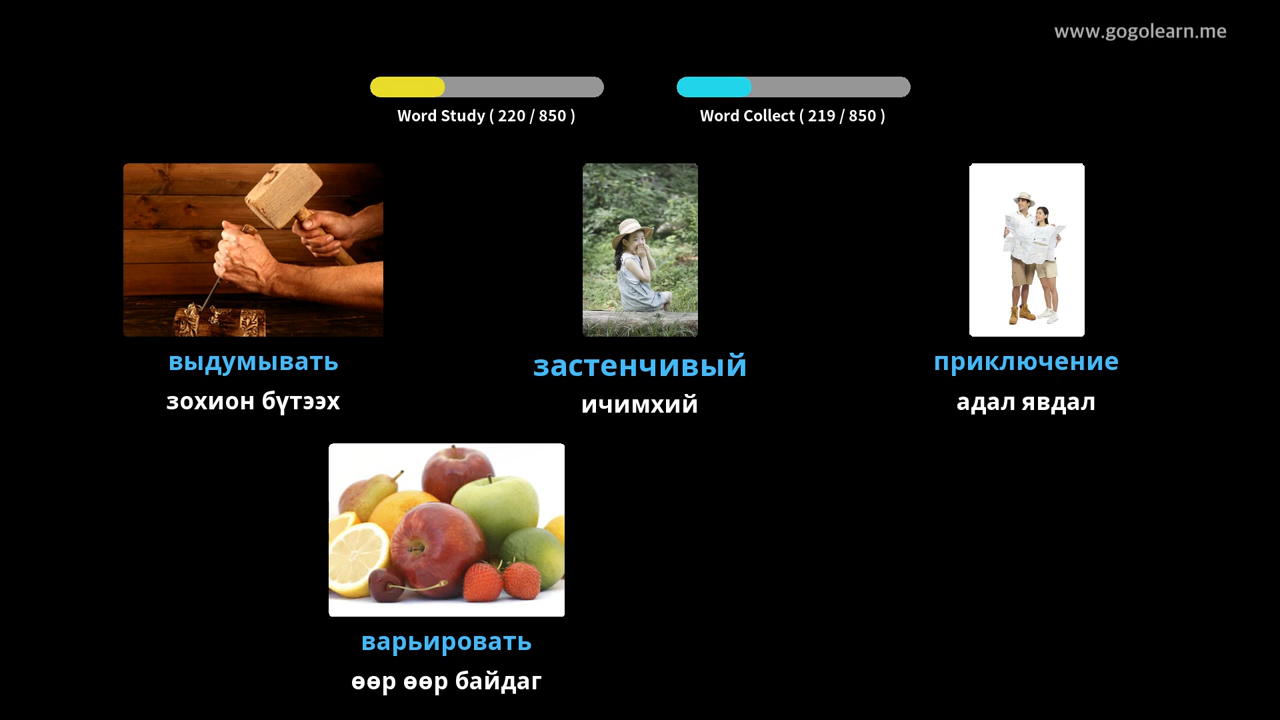 www.gogolearn.me
Word Study ( 220 / 850 )
Word Collect ( 219 / 850 )
выдумывать
зохион бүтээх
застенчивый
ичимхий
приключение
адал явдал
варьировать
өөр өөр байдаг